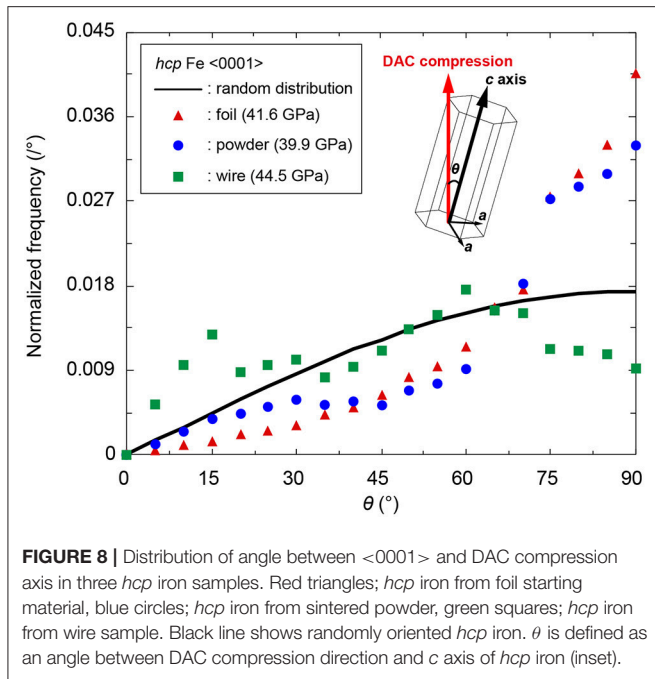 0.045
0.036
0.027
0.018
0.009
0
Normalized frequency (/°)
hcp Fe <0001>
: random distribution
: foil (41.6 GPa)
: powder (39.9 GPa)
: wire (44.5 GPa)
DAC compression
c axis
θ
a
a
0 15 30 45 60 75 90
θ (°)
FIGURE 8 | Distribution of angle between <0001> and DAC compression
axis in three hcp iron samples. Red triangles; hcp iron from foil starting
material, blue circles; hcp iron from sintered powder, green squares; hcp iron
from wire sample. Black line shows randomly oriented hcp iron. θ is defined as
an angle between DAC compression direction and c axis of hcp iron (inset).